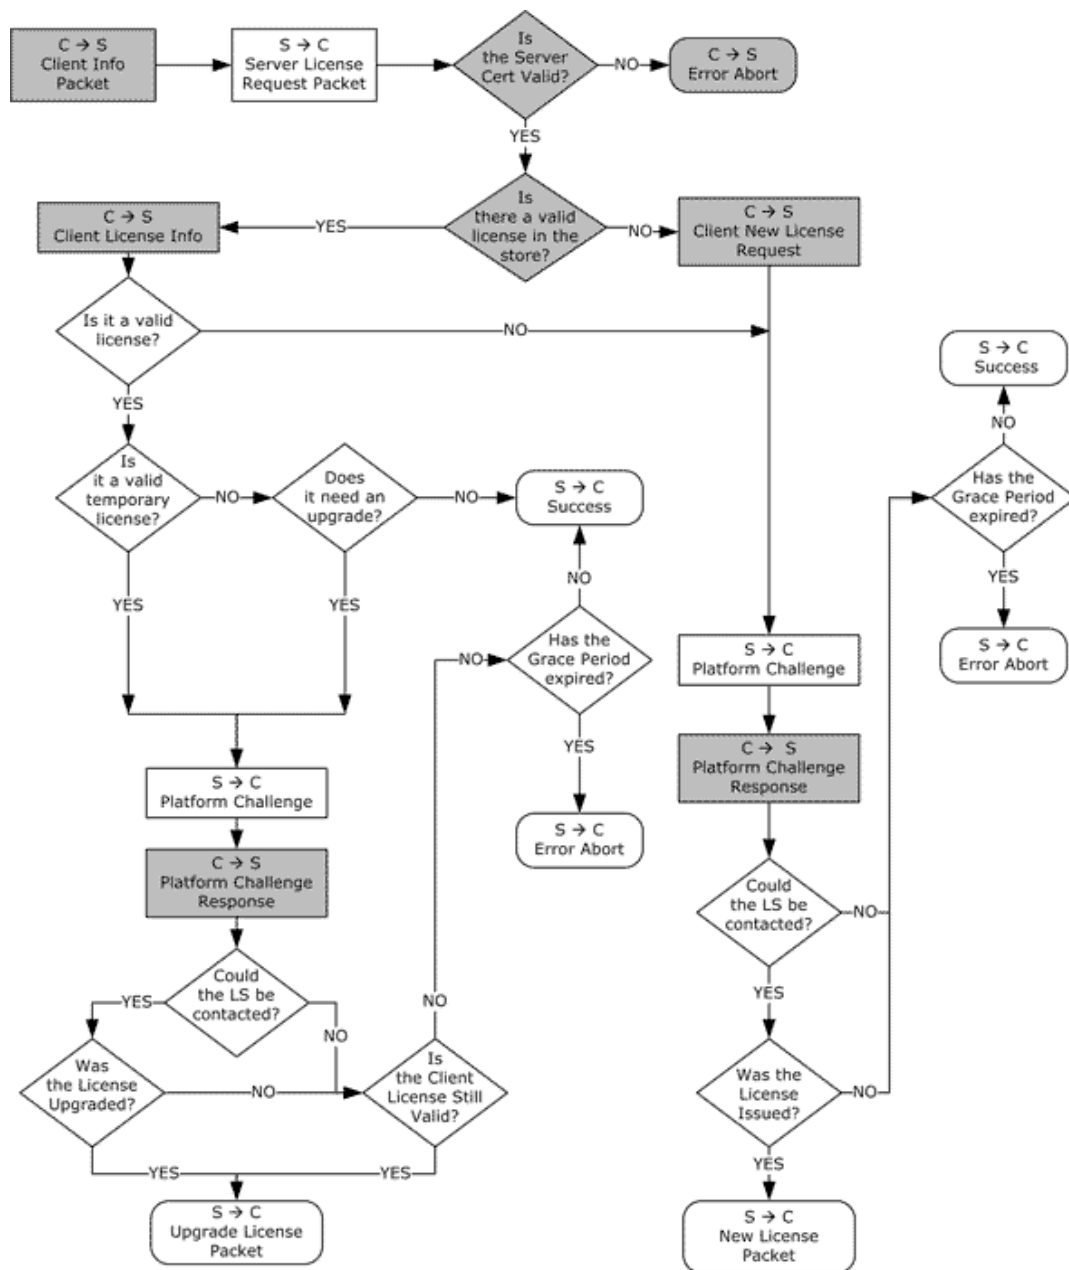 C → S
Client Info
Packet
S → C
Server License
Request Packet
Is
the Server
Cert Valid?
NO
C → S
Error Abort
YES
C → S
Client License Info
YES
Is
there a valid
license in the
store?
NO
C → S
Client New License
Request
Is it a valid
license?
NO
S → C
Success
YES
NO
Is
it a valid
temporary
license?
NO
Does
it need an
upgrade?
NO
S → C
Success
Has the
Grace Period
expired?
NO
YES
YES
YES
Has the
Grace Period
expired?
NO
S → C
Platform Challenge
S → C
Error Abort
YES
S → C
Platform Challenge
C → S
Platform Challenge
Response
S → C
Error Abort
C → S
Platform Challenge
Response
Could
the LS be
contacted?
NO
Could
the LS be
contacted?
YES
NO
NO
YES
Was
the License
Upgraded?
NO
Is
the Client
License Still
Valid?
Was the
License
Issued?
NO
YES
YES
YES
S → C
Upgrade License
Packet
S → C
New License
Packet